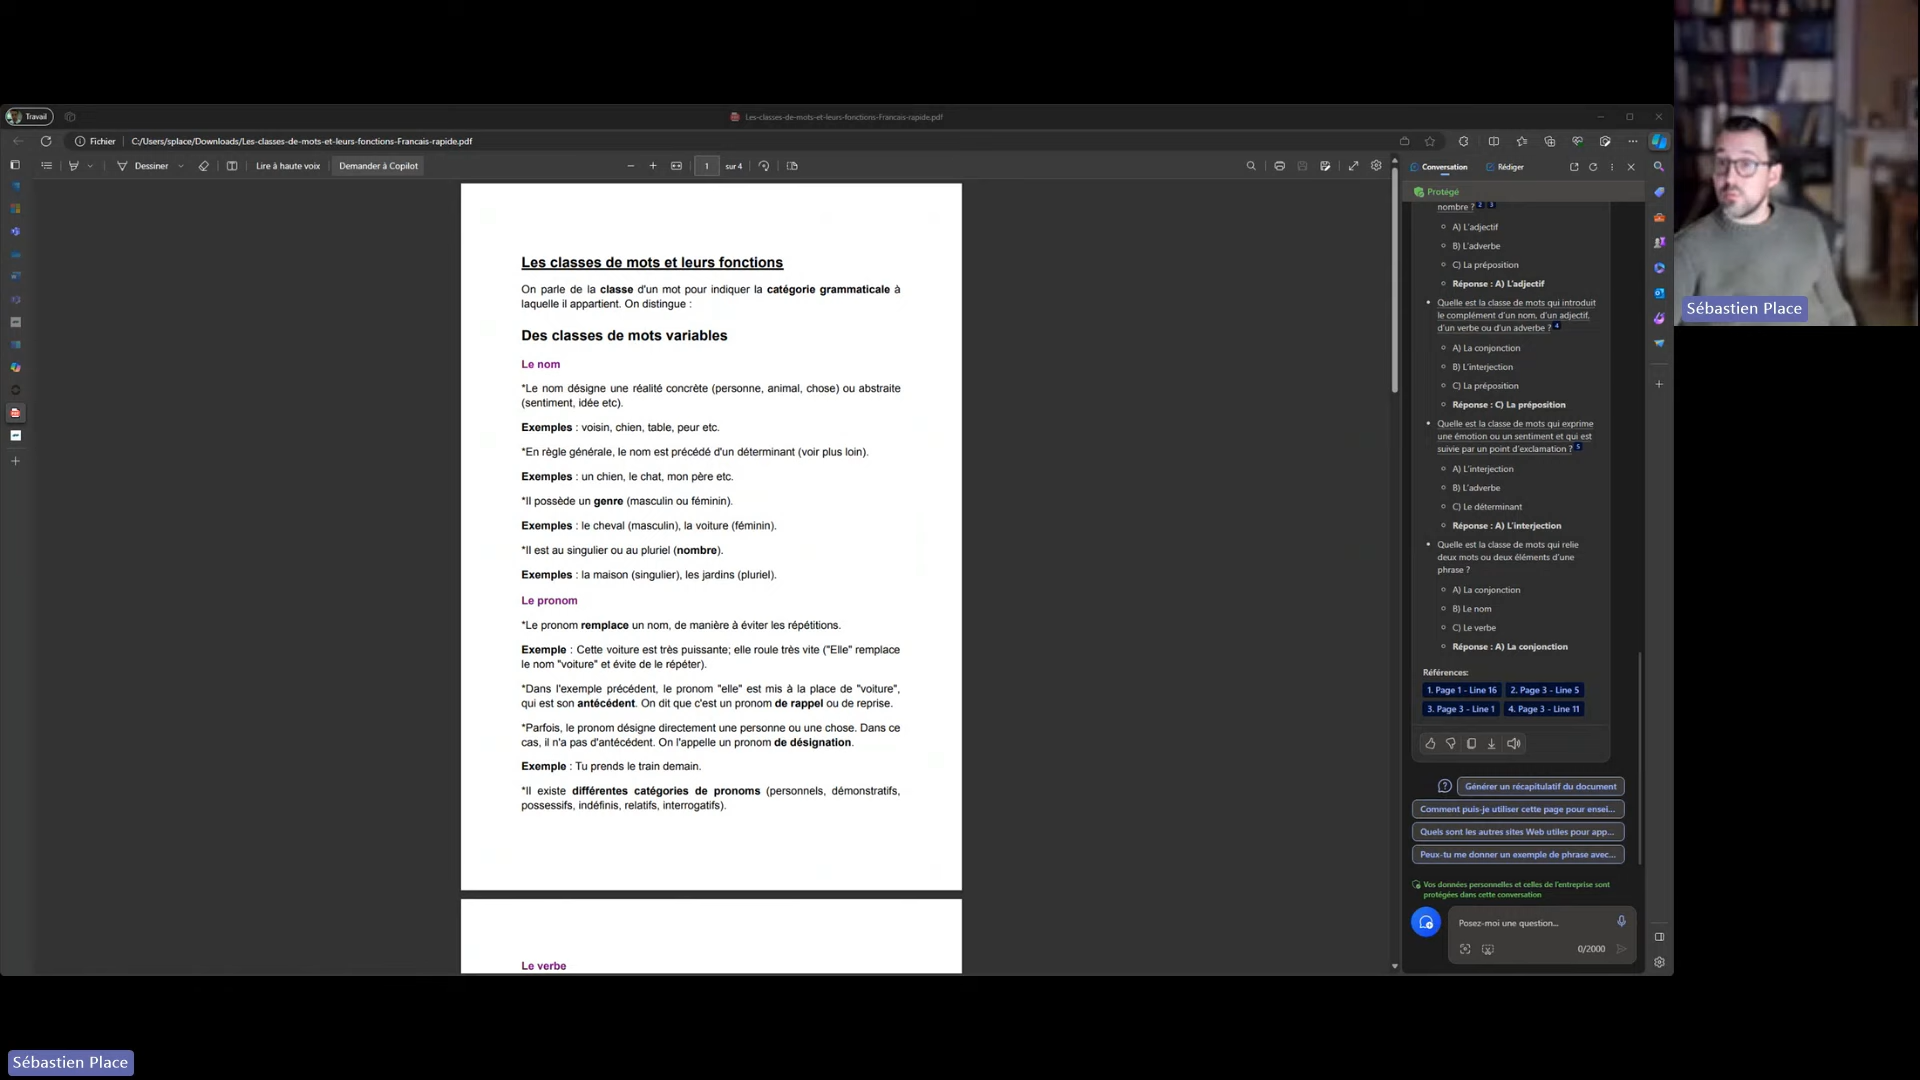 Travail
Les-classes-de-mots-et-leurs-fonctions-Francais-rapide.pdf
Fichier
C:/Users/splace/Downloads/Les-classes-de-mots-et-leurs-fonctions-Francais-rapide.pdf
Dessiner
Lire à haute voix
Demander à Copilot
1
sur 4
Les classes de mots et leurs fonctions
On parle de la classe d'un mot pour indiquer la catégorie grammaticale à
laquelle il appartient. On distingue :
Des classes de mots variables
Le nom
*Le nom désigne une réalité concrète (personne, animal, chose) ou abstraite
(sentiment, idée etc).
Exemples : voisin, chien, table, peur etc.
*En règle générale, le nom est précédé d'un déterminant (voir plus loin).
Exemples : un chien, le chat, mon père etc.
*Il possède un genre (masculin ou féminin).
Exemples : le cheval (masculin), la voiture (féminin).
*Il est au singulier ou au pluriel (nombre).
Exemples : la maison (singulier), les jardins (pluriel).
Le pronom
*Le pronom remplace un nom, de manière à éviter les répétitions.
Exemple : Cette voiture est très puissante; elle roule très vite ("Elle" remplace
le nom "voiture" et évite de le répéter).
*Dans l'exemple précédent, le pronom "elle" est mis à la place de "voiture",
qui est son antécédent. On dit que c'est un pronom de rappel ou de reprise.
*Parfois, le pronom désigne directement une personne ou une chose. Dans ce
cas, il n'a pas d'antécédent. On l'appelle un pronom de désignation.
Exemple : Tu prends le train demain.
*Il existe différentes catégories de pronoms (personnels, démonstratifs,
possessifs, indéfinis, relatifs, interrogatifs).
Le verbe
Conversation
Rédiger
Protégé
nombre ? 2 3
A) L'adjectif
B) L'adverbe
C) La préposition
Réponse : A) L'adjectif
Quelle est la classe de mots qui introduit
le complément d'un nom, d'un adjectif,
d'un verbe ou d'un adverbe ? 4
A) La conjonction
B) L'interjection
C) La préposition
Réponse : C) La préposition
Quelle est la classe de mots qui exprime
une émotion ou un sentiment et qui est
suivie par un point d'exclamation ? 5
A) L'interjection
B) L'adverbe
C) Le déterminant
Réponse : A) L'interjection
Quelle est la classe de mots qui relie
deux mots ou deux éléments d'une
phrase ?
A) La conjonction
B) Le nom
C) Le verbe
Réponse : A) La conjonction
Références:
1. Page 1 - Line 16
2. Page 3 - Line 5
3. Page 3 - Line 1
4. Page 3 - Line 11
Générer un récapitulatif du document
Comment puis-je utiliser cette page pour ensei...
Quels sont les autres sites Web utiles pour app...
Peux-tu me donner un exemple de phrase avec...
Vos données personnelles et celles de l'entreprise sont
protégées dans cette conversation
Posez-moi une question...
0/2000
Sébastien Place
Sébastien Place